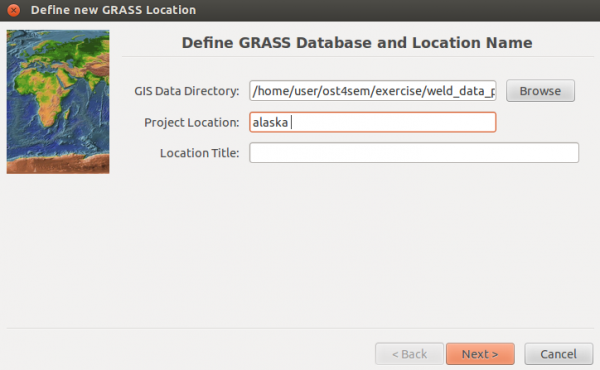 Define new GRASS Location
Define GRASS Database and Location Name
GIS Data Directory: /home/user/ost4sem/exercise/weld_data_p Browse
Project Location: alaska
Location Title:
< Back Next > Cancel